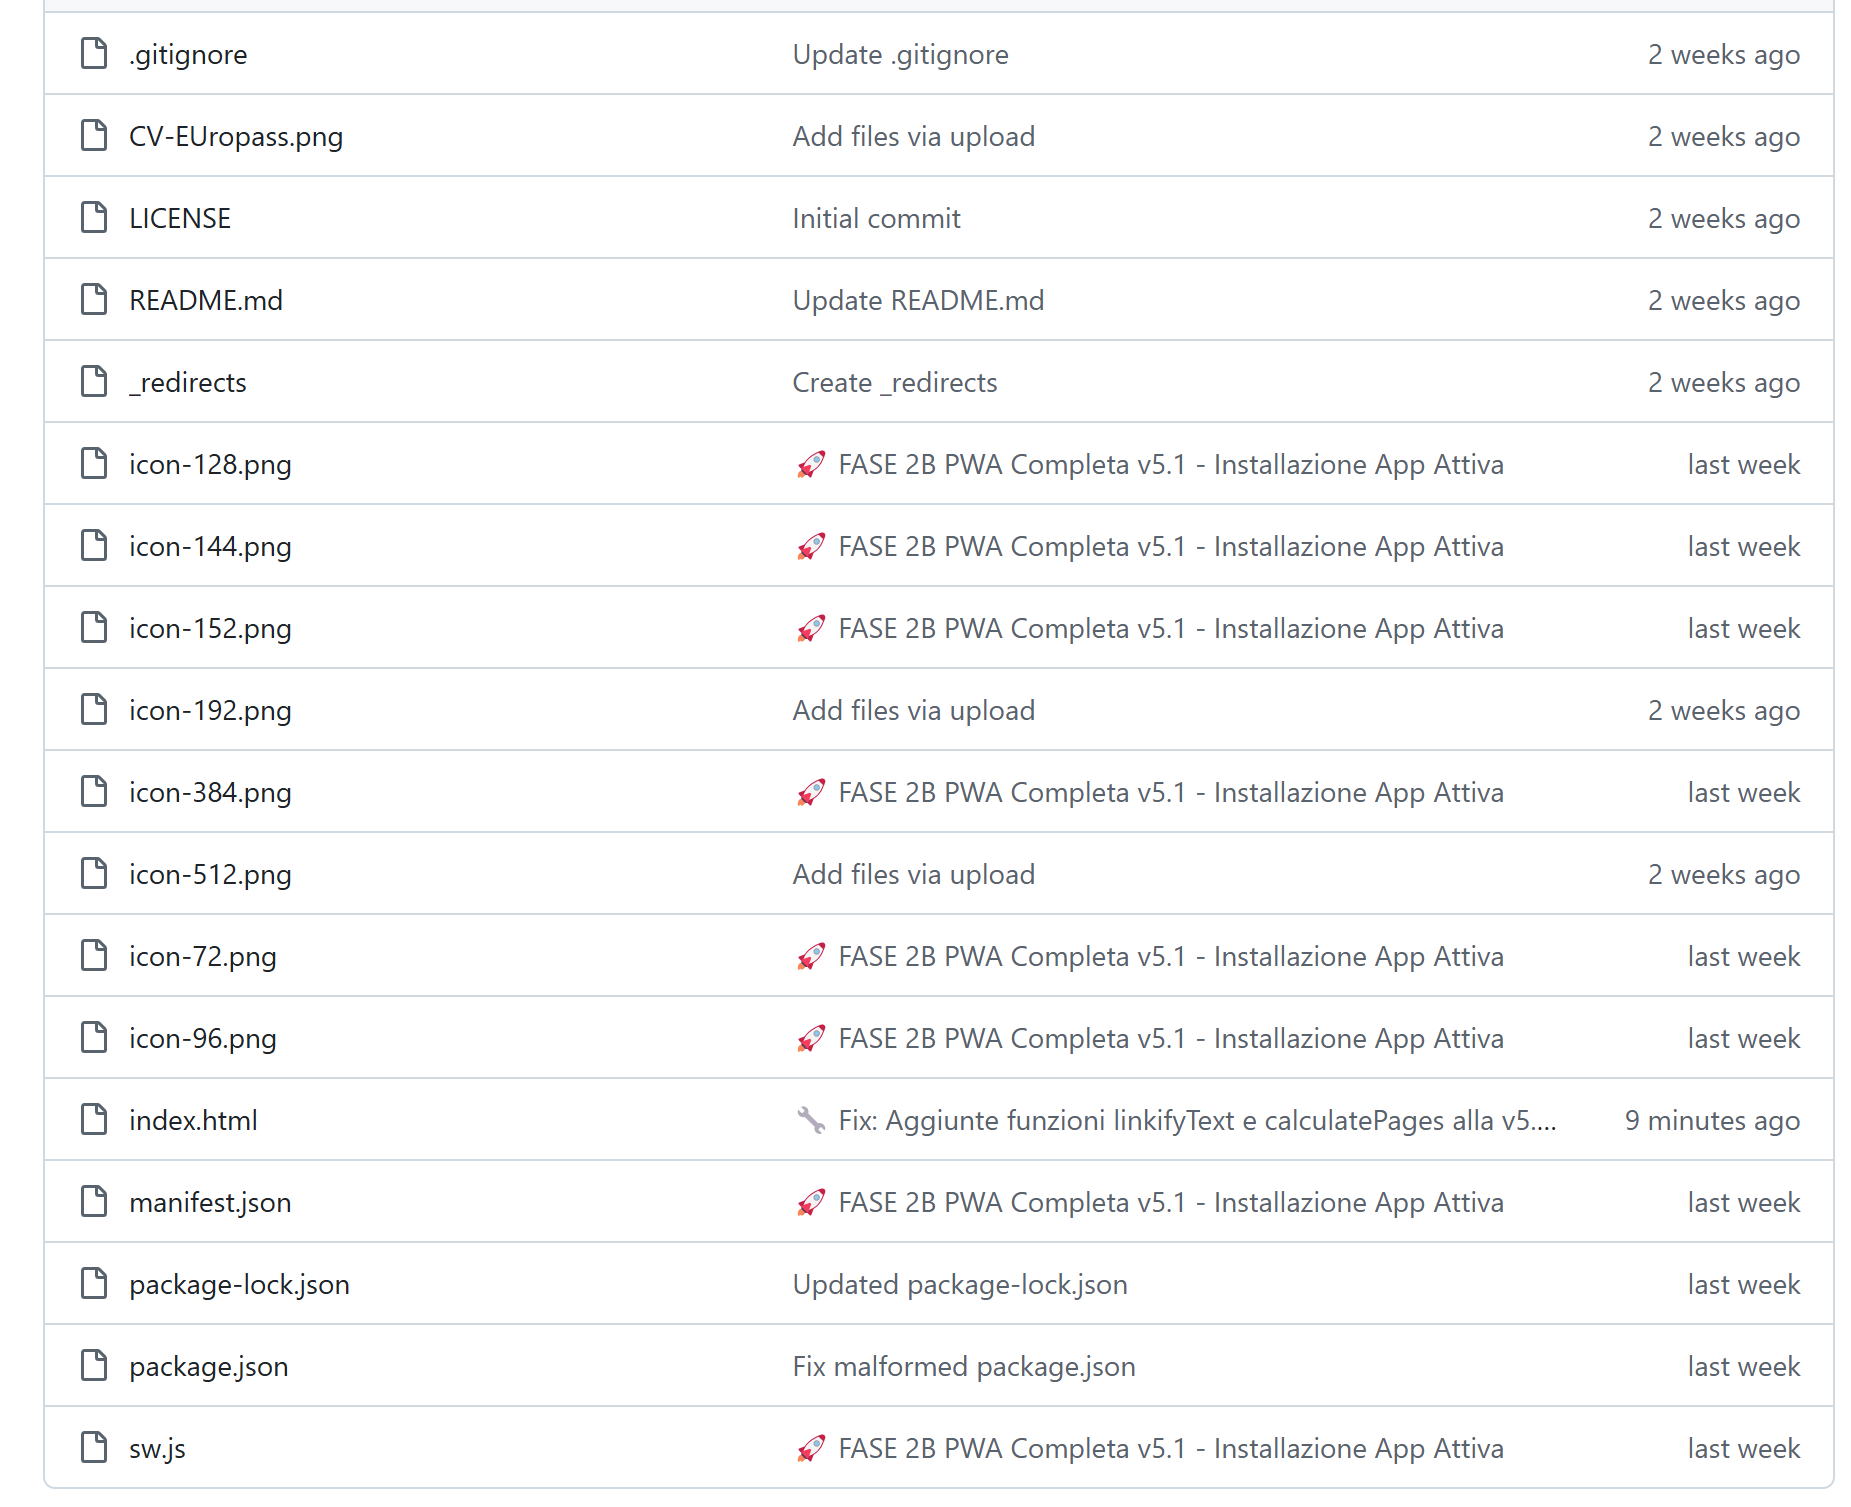 .gitignore Update .gitignore 2 weeks ago
CV-EUropass.png Add files via upload 2 weeks ago
LICENSE Initial commit 2 weeks ago
README.md Update README.md 2 weeks ago
_redirects Create _redirects 2 weeks ago
icon-128.png 🚀 FASE 2B PWA Completa v5.1 - Installazione App Attiva last week
icon-144.png 🚀 FASE 2B PWA Completa v5.1 - Installazione App Attiva last week
icon-152.png 🚀 FASE 2B PWA Completa v5.1 - Installazione App Attiva last week
icon-192.png Add files via upload 2 weeks ago
icon-384.png 🚀 FASE 2B PWA Completa v5.1 - Installazione App Attiva last week
icon-512.png Add files via upload 2 weeks ago
icon-72.png 🚀 FASE 2B PWA Completa v5.1 - Installazione App Attiva last week
icon-96.png 🚀 FASE 2B PWA Completa v5.1 - Installazione App Attiva last week
index.html 🔧 Fix: Aggiunte funzioni linkifyText e calculatePages alla v5.... 9 minutes ago
manifest.json 🚀 FASE 2B PWA Completa v5.1 - Installazione App Attiva last week
package-lock.json Updated package-lock.json last week
package.json Fix malformed package.json last week
sw.js 🚀 FASE 2B PWA Completa v5.1 - Installazione App Attiva last week